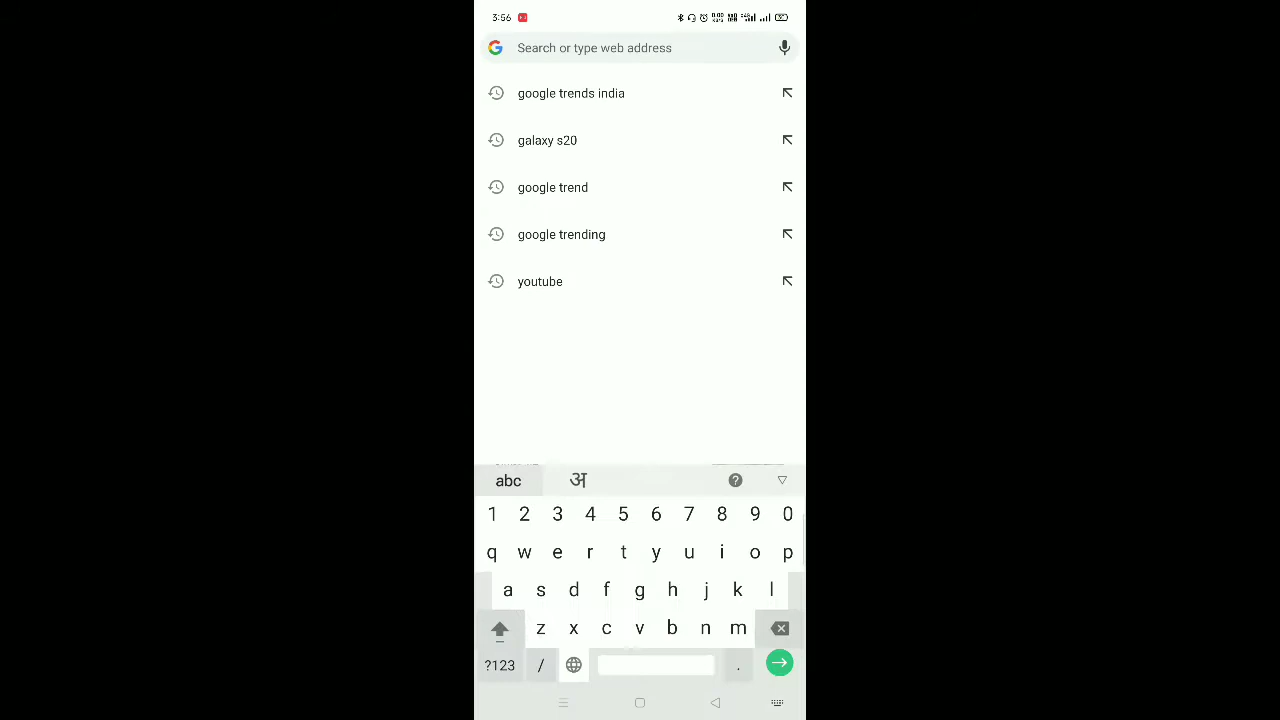 3:56
Search or type web address
google trends india
galaxy s20
google trend
google trending
youtube
abc अ ?
1 2 3 4 5 6 7 8 9 0
q w e r t y u i o p
a s d f g h j k l
z x c v b n m
?123 / .